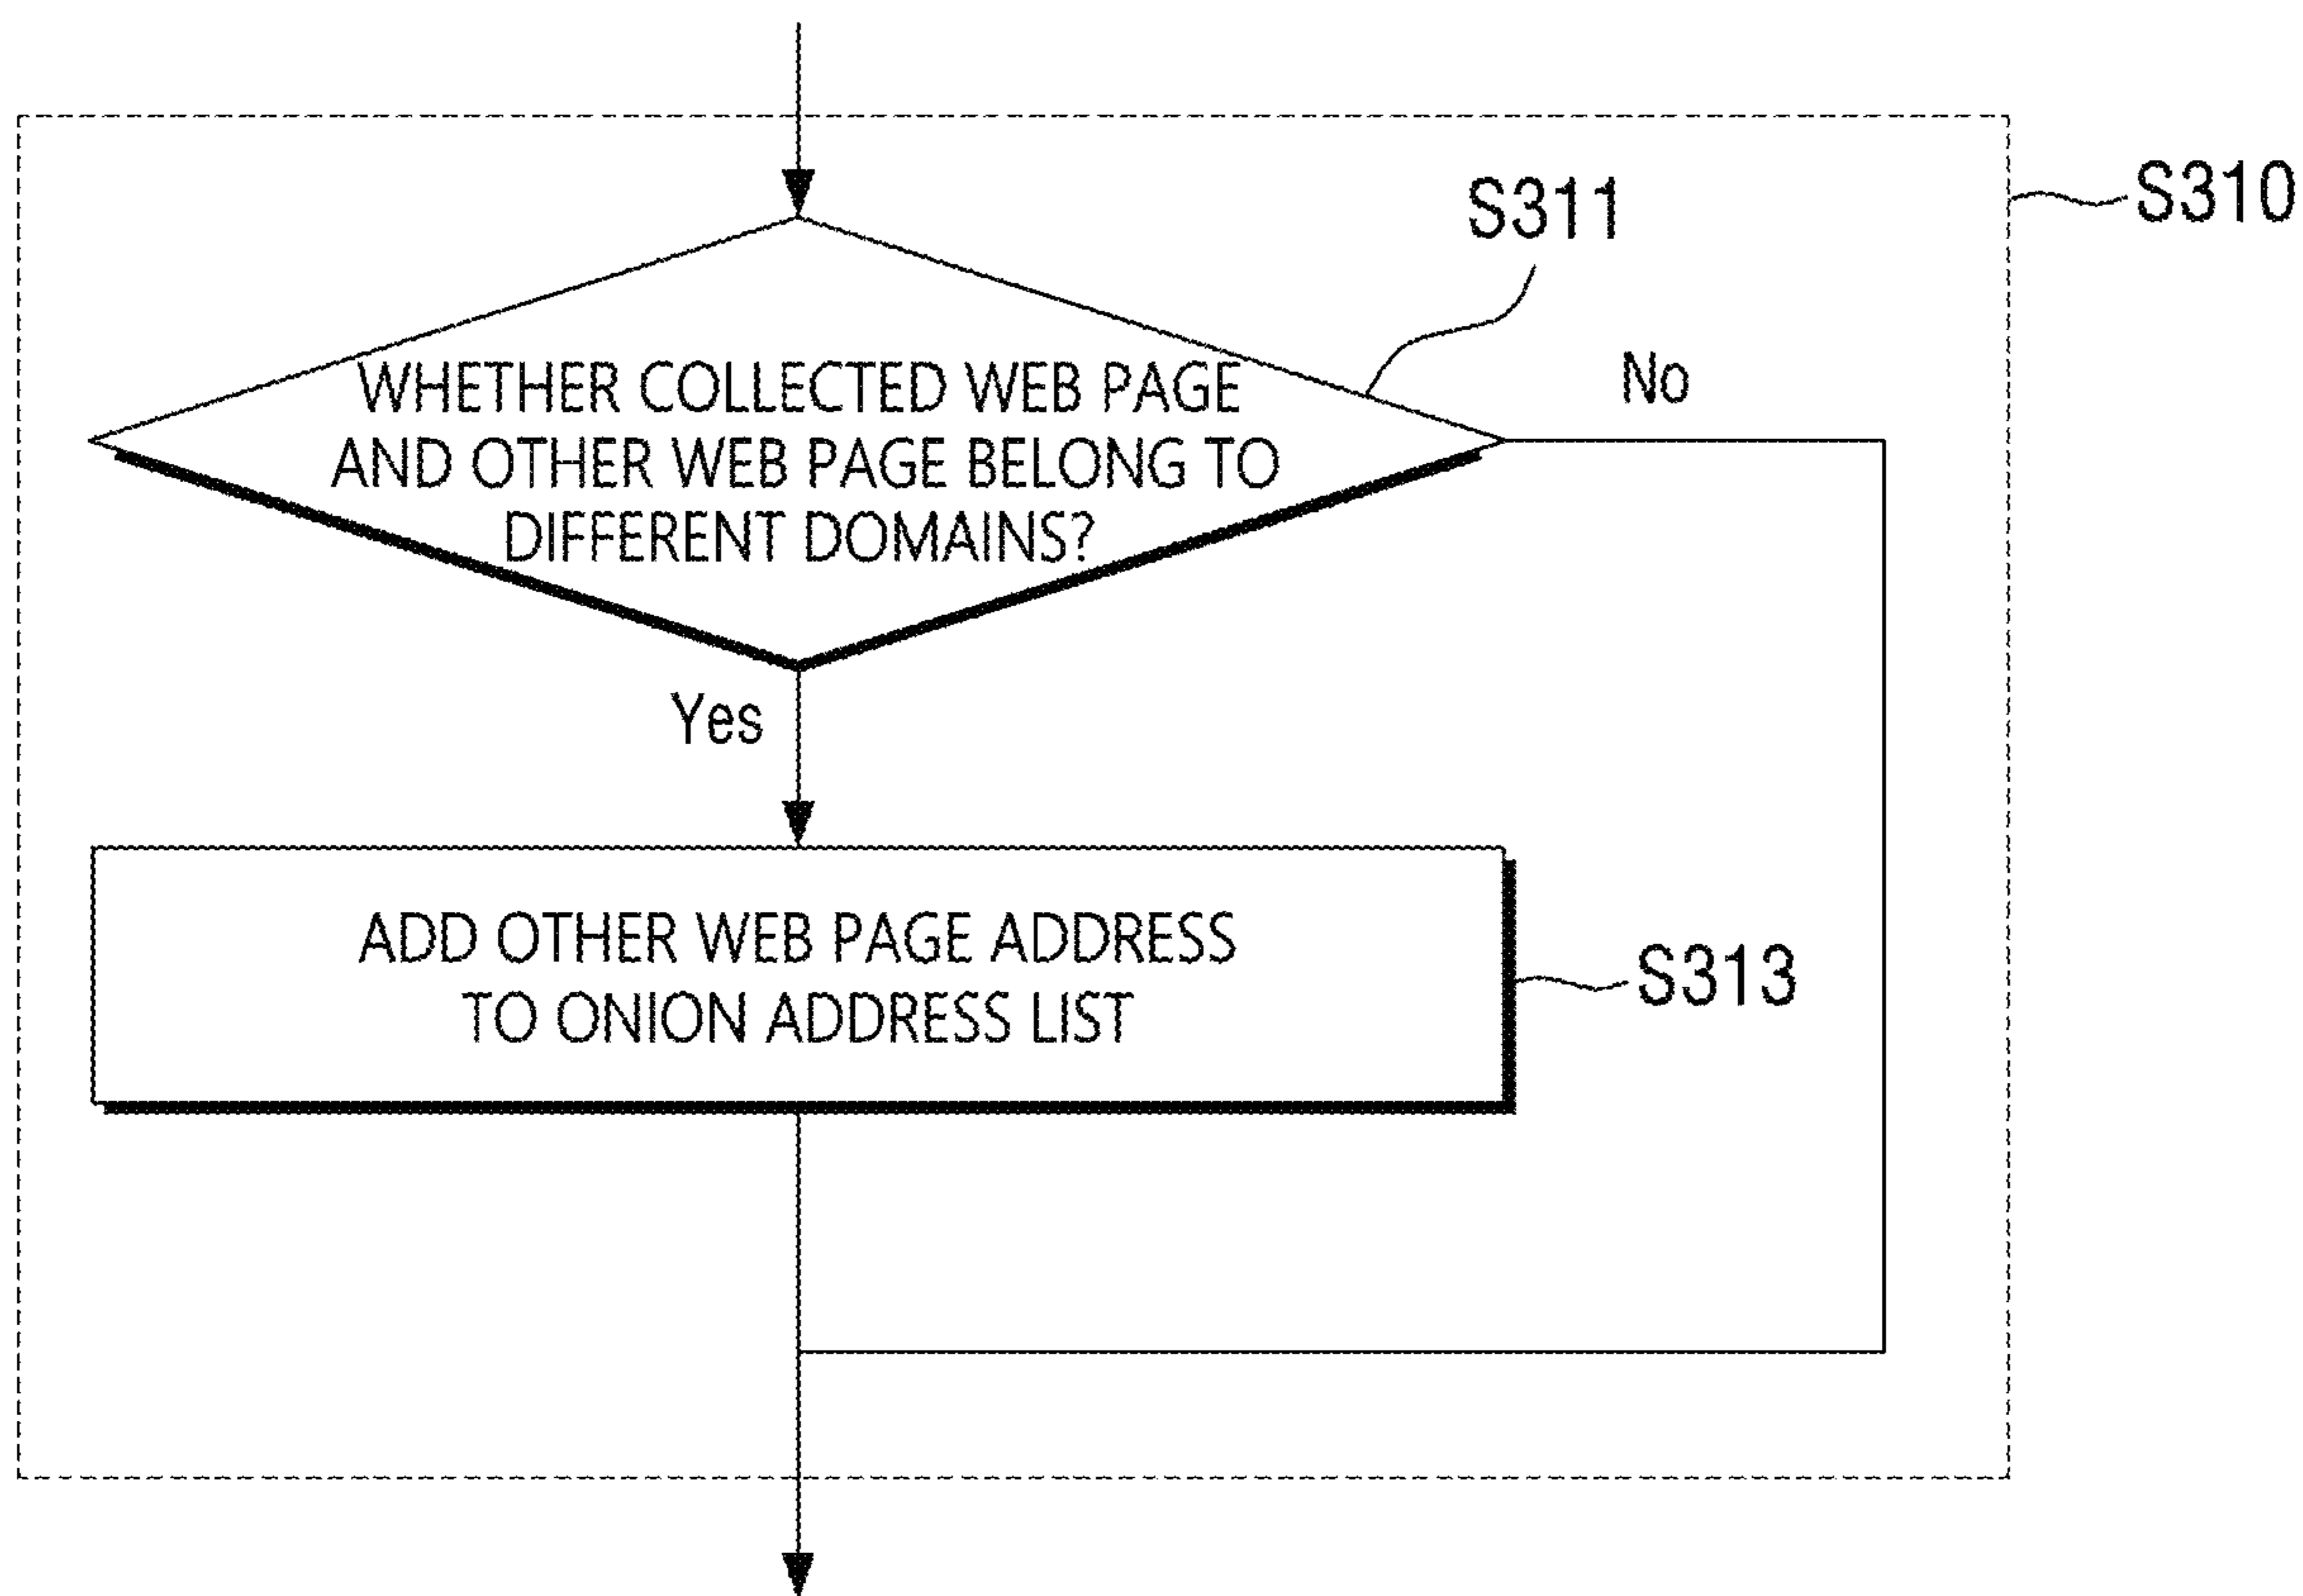 S310
S311
No
WHETHER COLLECTED WEB PAGE
AND OTHER WEB PAGE BELONG TO
DIFFERENT DOMAINS?
Yes
ADD OTHER WEB PAGE ADDRESS
TO ONION ADDRESS LIST
S313